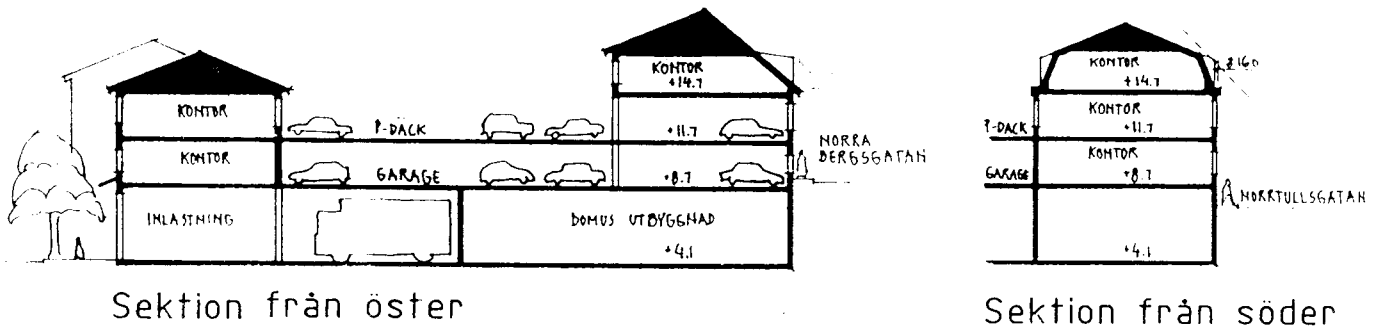 KONTOR
+14.7
KONTOR
P-DÄCK
+11.7
NORRA
BERGSGATAN
KONTOR
GARAGE
+8.7
INLASTNING
DOMUS UTBYGGNAD
+4.1
Sektion från öster
KONTOR
+14.7
±16.0
KONTOR
P-DÄCK
+11.7
KONTOR
GARAGE
+8.7
NORRTULLSGATAN
+4.1
Sektion från söder